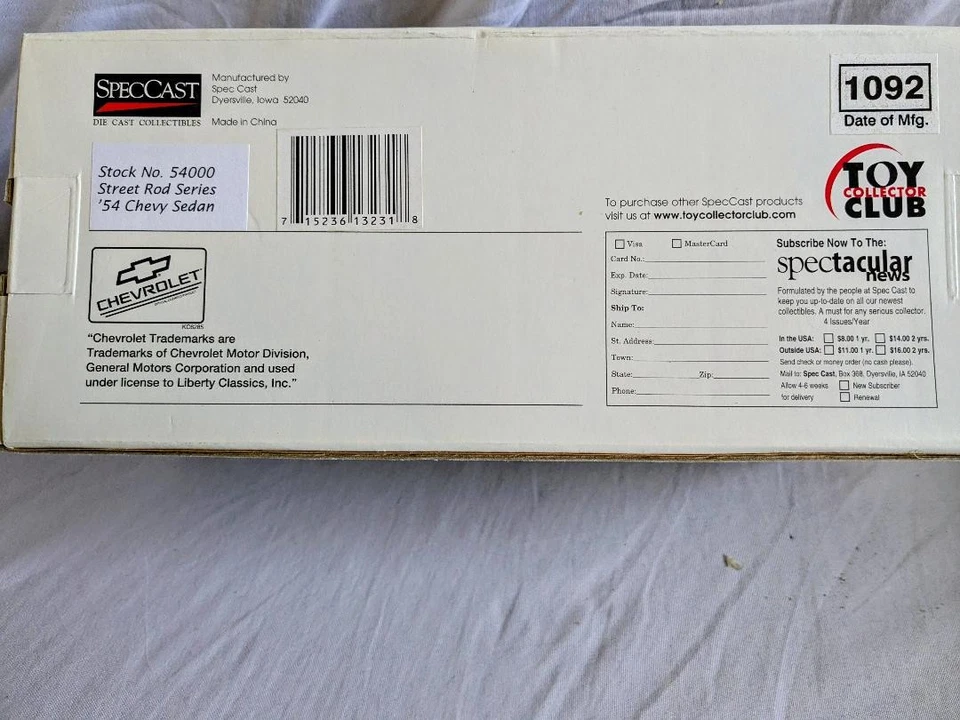 SPECCAST
DIE CAST COLLECTIBLES
Manufactured by
Spec Cast
Dyersville, Iowa 52040
Made in China
1092
Date of Mfg.
Stock No. 54000
Street Rod Series
'54 Chevy Sedan
7 15236 13231 8
TOY
COLLECTOR
CLUB
To purchase other SpecCast products
visit us at www.toycollectorclub.com
CHEVROLET
"Chevrolet Trademarks are
Trademarks of Chevrolet Motor Division,
General Motors Corporation and used
under license to Liberty Classics, Inc."
Visa MasterCard
Card No.:
Exp. Date:
Signature:
Ship To:
Name:
St. Address:
Town:
State: Zip:
Phone:
Subscribe Now To The:
spectacular
news
Formulated by the people at Spec Cast to
keep you up-to-date on all our newest
collectibles. A must for any serious collector.
4 Issues/Year
In the USA: $8.00 1 yr. $14.00 2 yrs.
Outside USA: $11.00 1 yr. $16.00 2 yrs.
Send check or money order (no cash please).
Mail to: Spec Cast, Box 368, Dyersville, IA 52040
Allow 4-6 weeks New Subscriber
for delivery Renewal